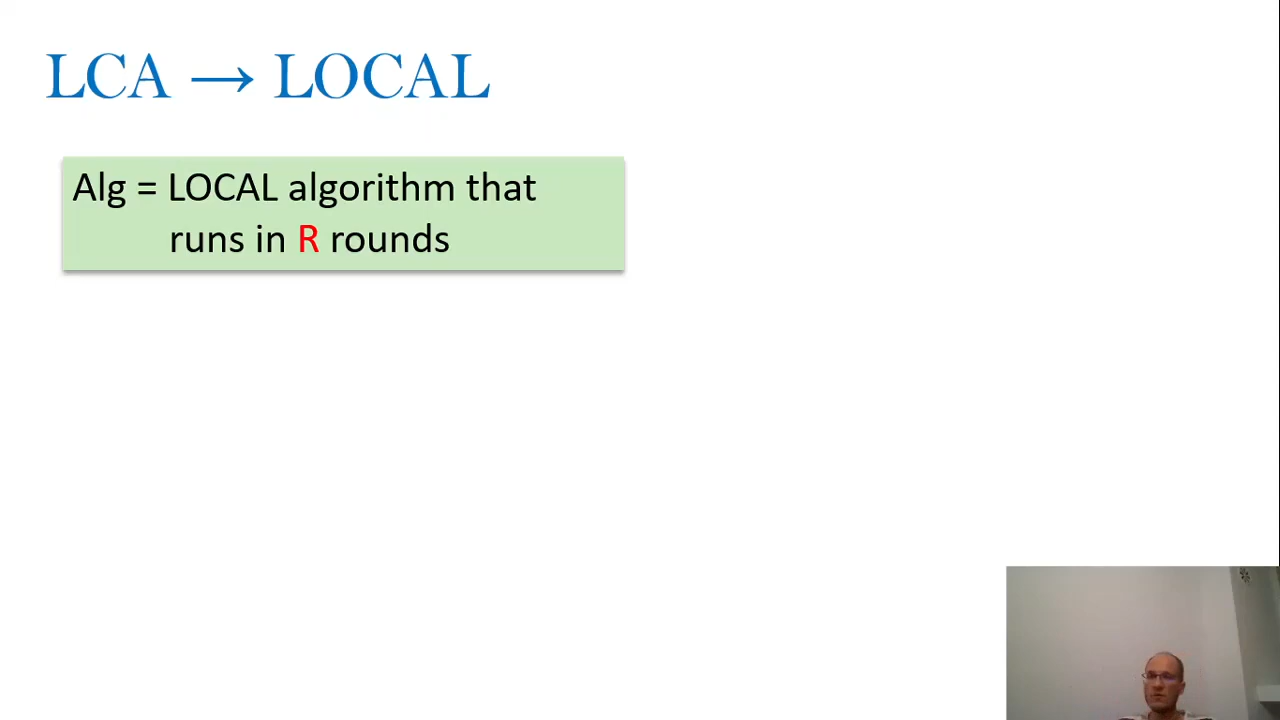 LCA → LOCAL
Alg = LOCAL algorithm that
runs in R rounds